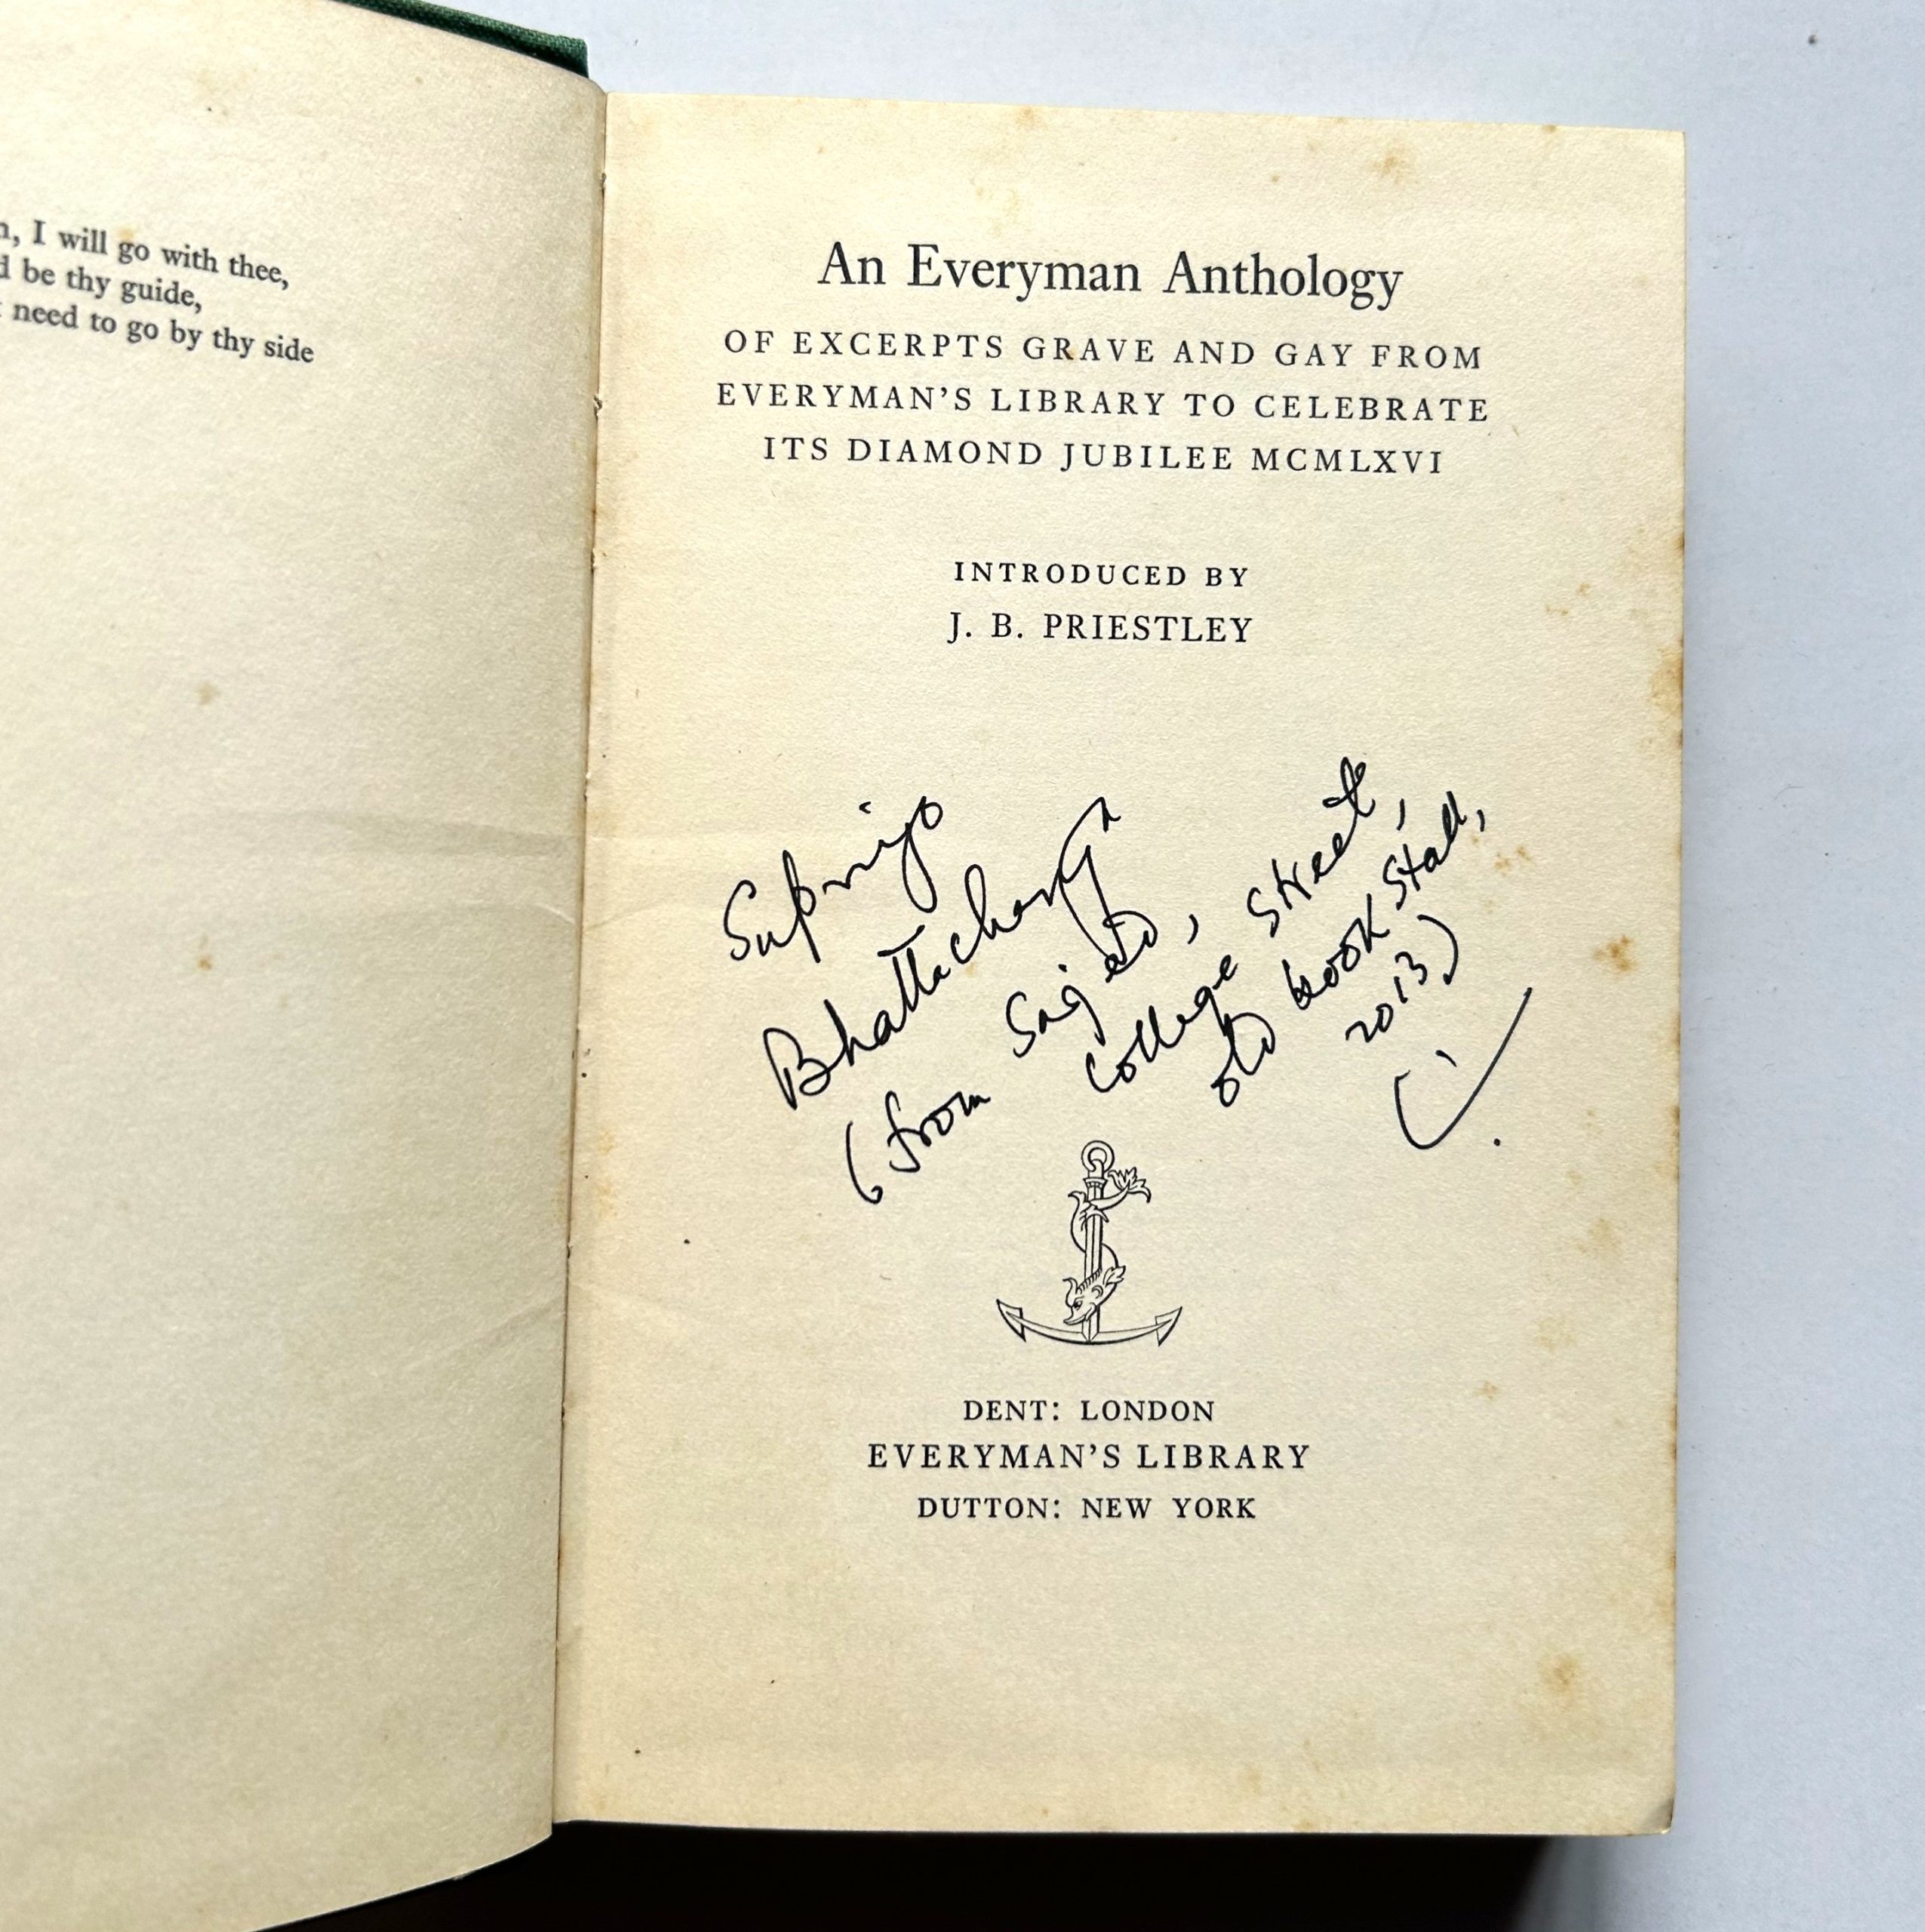 n, I will go with thee,
d be thy guide,
t need to go by thy side
An Everyman Anthology
OF EXCERPTS GRAVE AND GAY FROM
EVERYMAN'S LIBRARY TO CELEBRATE
ITS DIAMOND JUBILEE MCMLXVI
INTRODUCED BY
J. B. PRIESTLEY
Supriyo
Bhattacharya
(from Sajed,
College Street,
old book stall,
2013)
DENT: LONDON
EVERYMAN'S LIBRARY
DUTTON: NEW YORK